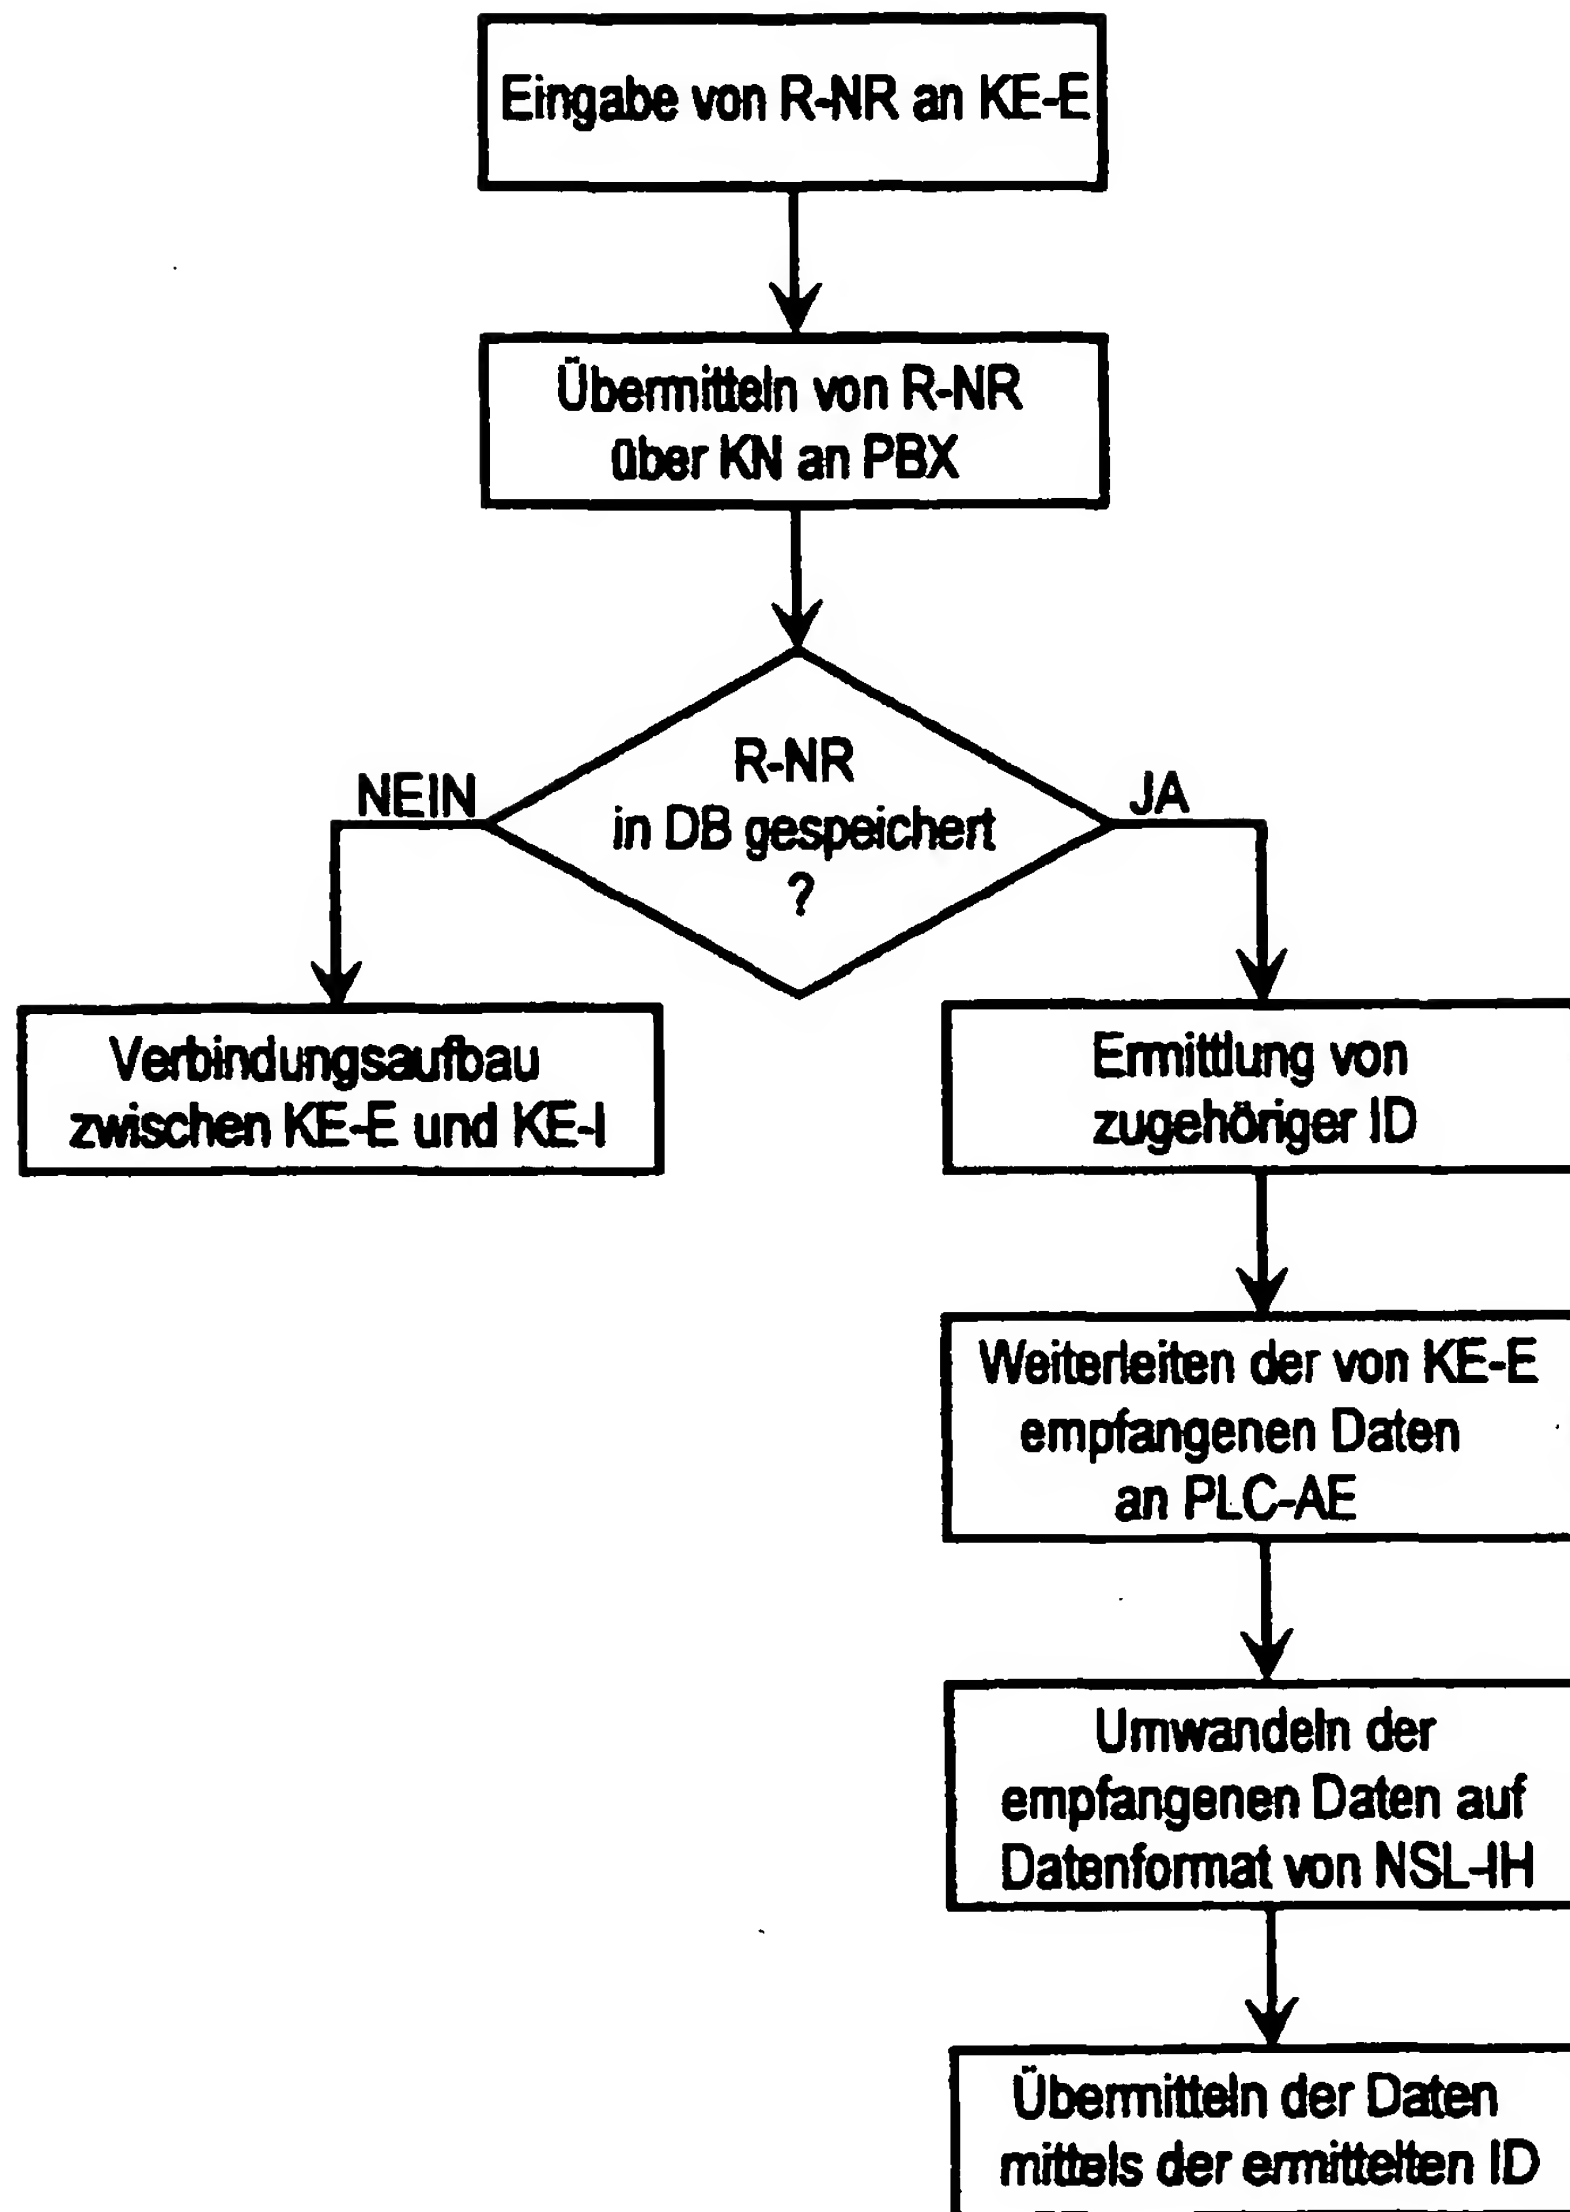 Eingabe von R-NR an KE-E
Übermitteln von R-NR
über KN an PBX
R-NR
in DB gespeichert
?
NEIN
JA
Verbindungsaufbau
zwischen KE-E und KE-I
Ermittlung von
zugehöriger ID
Weiterleiten der von KE-E
empfangenen Daten
an PLC-AE
Umwandeln der
empfangenen Daten auf
Datenformat von NSL-IH
Übermitteln der Daten
mittels der ermittelten ID